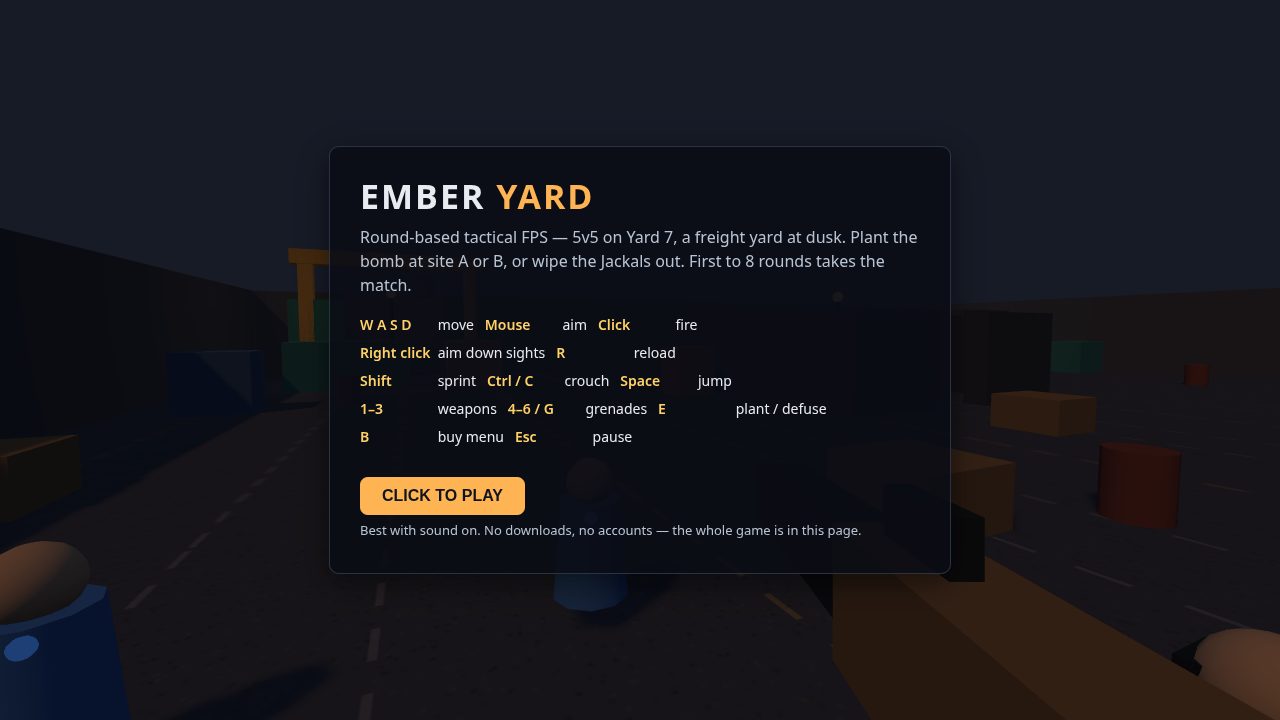 EMBER YARD
Round-based tactical FPS — 5v5 on Yard 7, a freight yard at dusk. Plant the
bomb at site A or B, or wipe the Jackals out. First to 8 rounds takes the
match.
W A S D move Mouse aim Click fire
Right click aim down sights R reload
Shift sprint Ctrl / C crouch Space jump
1–3 weapons 4–6 / G grenades E plant / defuse
B buy menu Esc pause
CLICK TO PLAY
Best with sound on. No downloads, no accounts — the whole game is in this page.